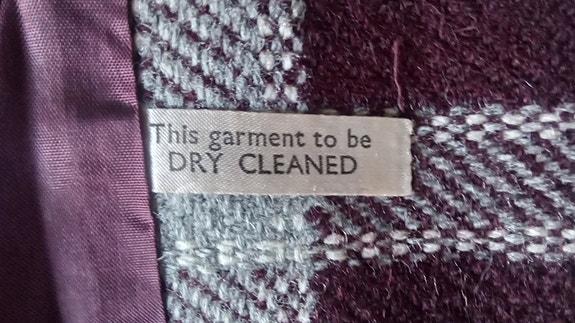 This garment to be
DRY CLEANED